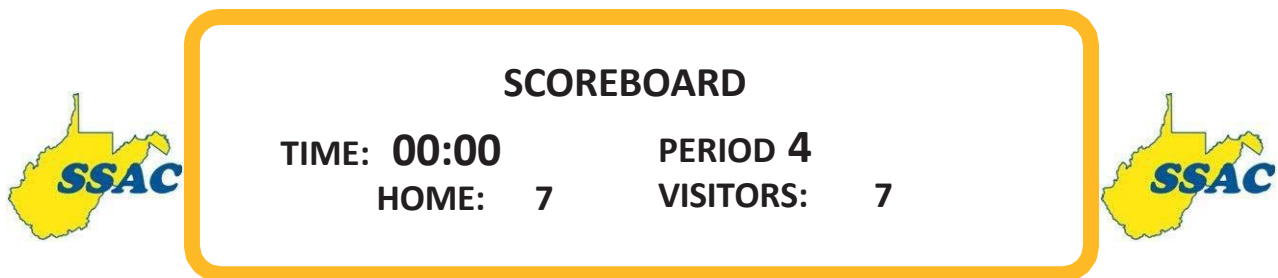 SCOREBOARD
TIME: 00:00 PERIOD 4
HOME: 7 VISITORS: 7
SSAC
SSAC